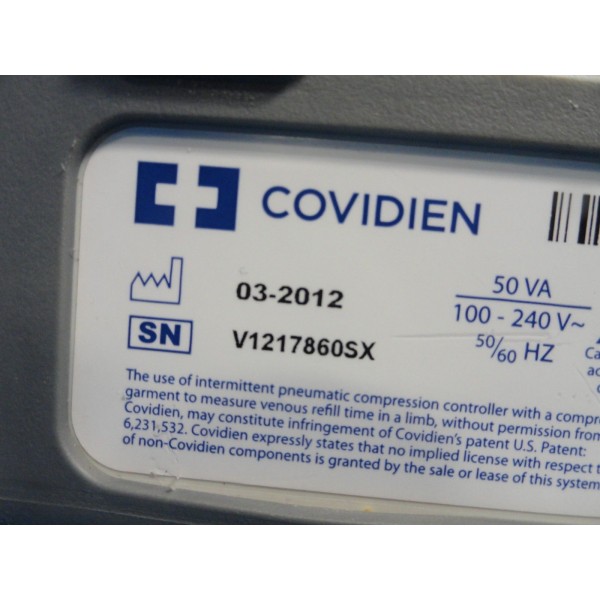 COVIDIEN
03-2012
50 VA
100 - 240 V~
50/60 HZ
SN
V1217860SX
Ca
The use of intermittent pneumatic compression controller with a compr
garment to measure venous refill time in a limb, without permission from
Covidien, may constitute infringement of Covidien's patent U.S. Patent:
6,231,532. Covidien expressly states that no implied license with respect t
of non-Covidien components is granted by the sale or lease of this system